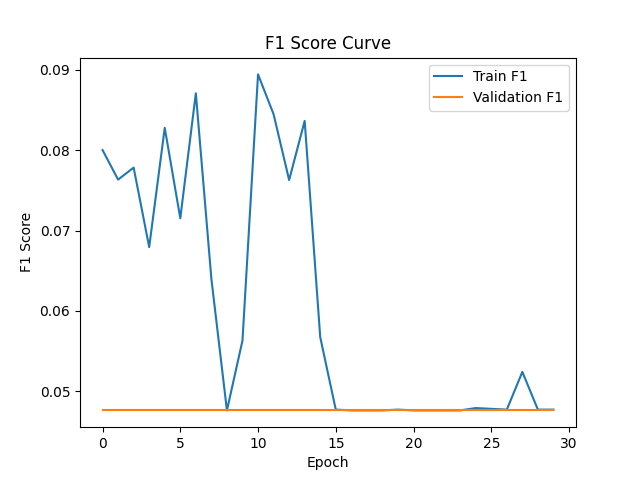 F1 Score Curve
Train F1
Validation F1
0.09
0.08
0.07
0.06
0.05
F1 Score
0 5 10 15 20 25 30
Epoch